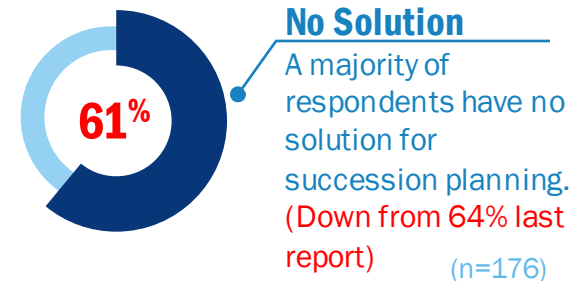 61%
No Solution
A majority of
respondents have no
solution for
succession planning.
(Down from 64% last
report)
(n=176)